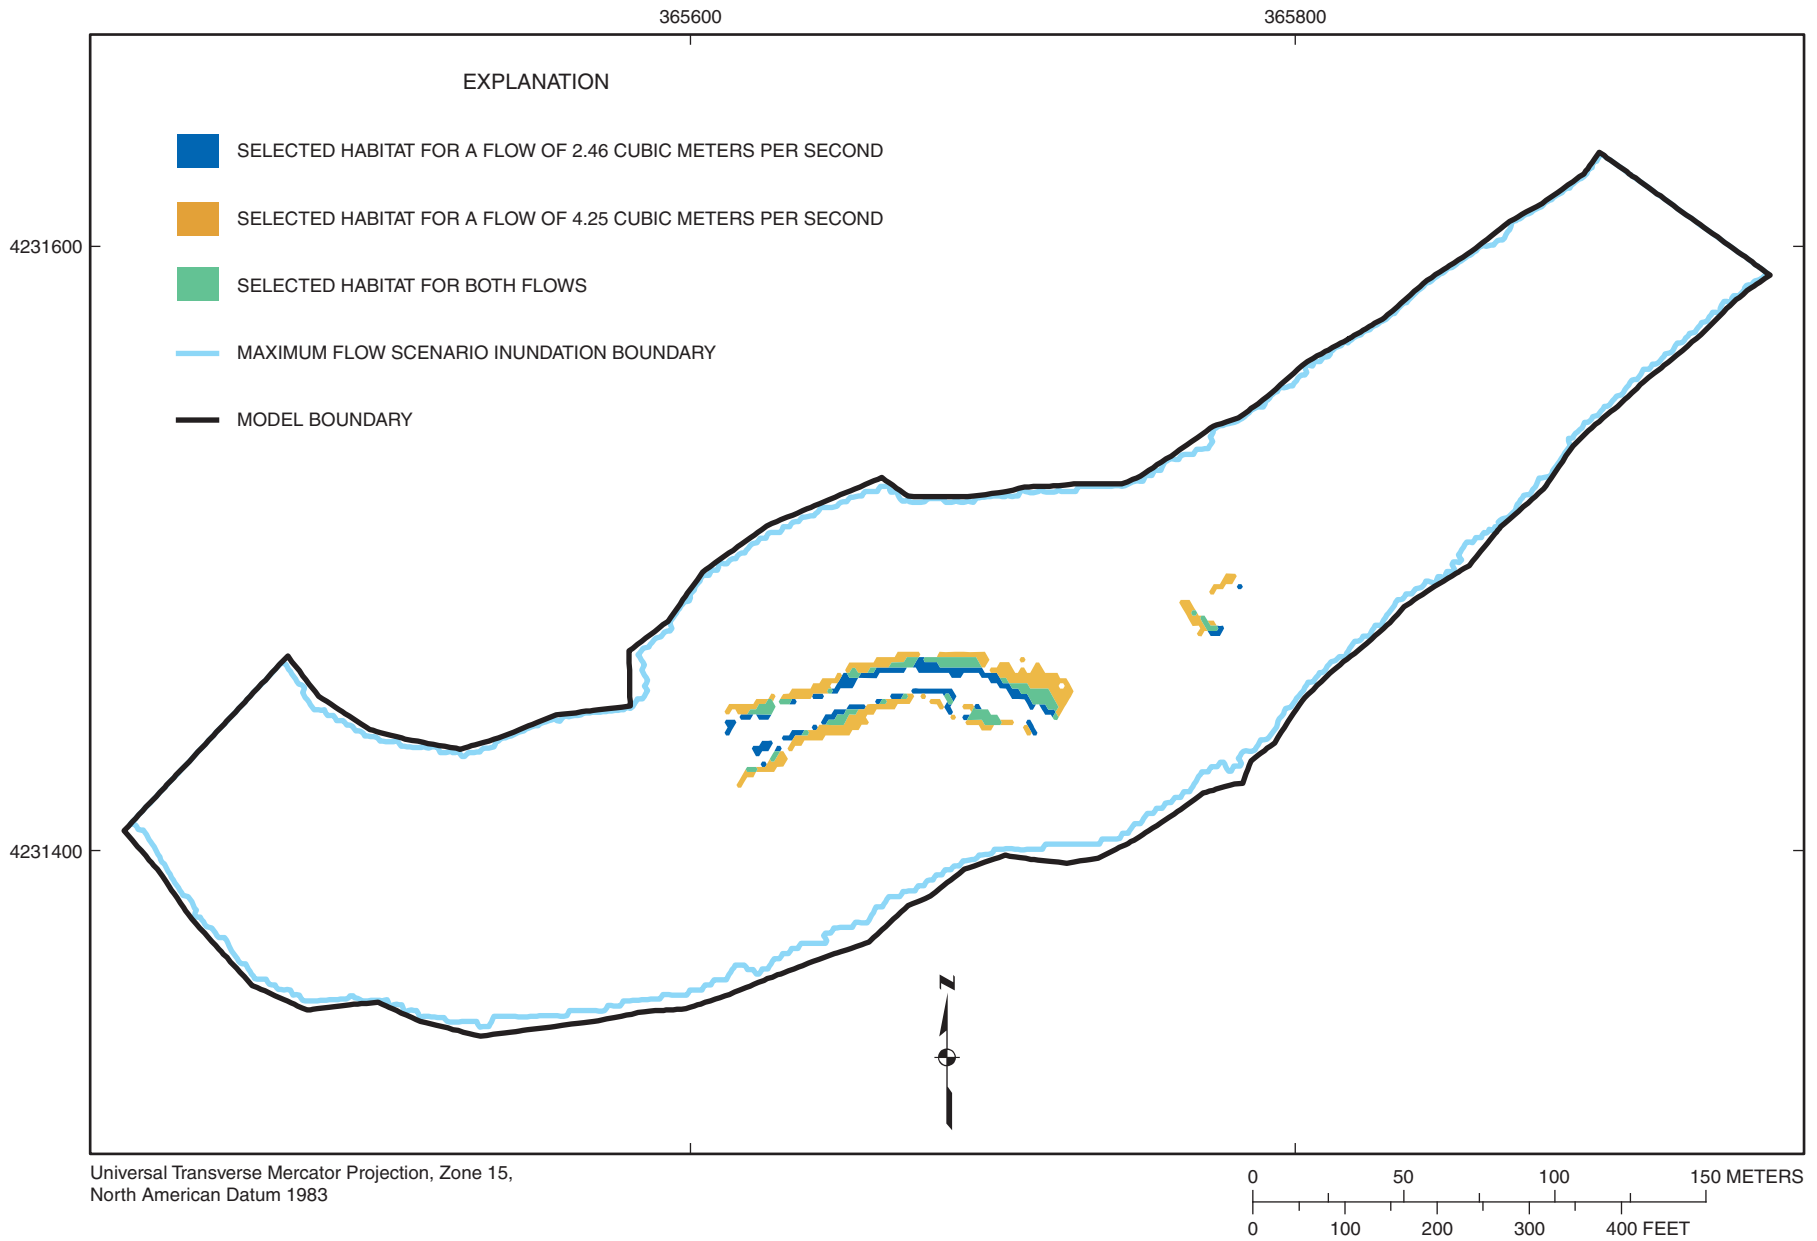 365600 365800
EXPLANATION
SELECTED HABITAT FOR A FLOW OF 2.46 CUBIC METERS PER SECOND
SELECTED HABITAT FOR A FLOW OF 4.25 CUBIC METERS PER SECOND
4231600
SELECTED HABITAT FOR BOTH FLOWS
MAXIMUM FLOW SCENARIO INUNDATION BOUNDARY
MODEL BOUNDARY
4231400
N
Universal Transverse Mercator Projection, Zone 15,
North American Datum 1983
0 50 100 150 METERS
0 100 200 300 400 FEET